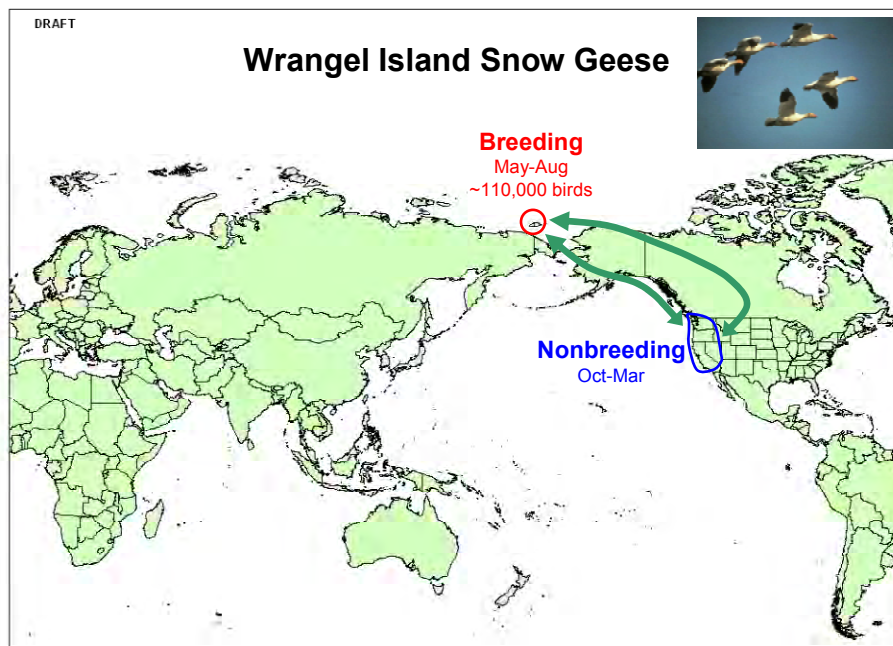 DRAFT
Wrangel Island Snow Geese
Breeding
May-Aug
~110,000 birds
Nonbreeding
Oct-Mar